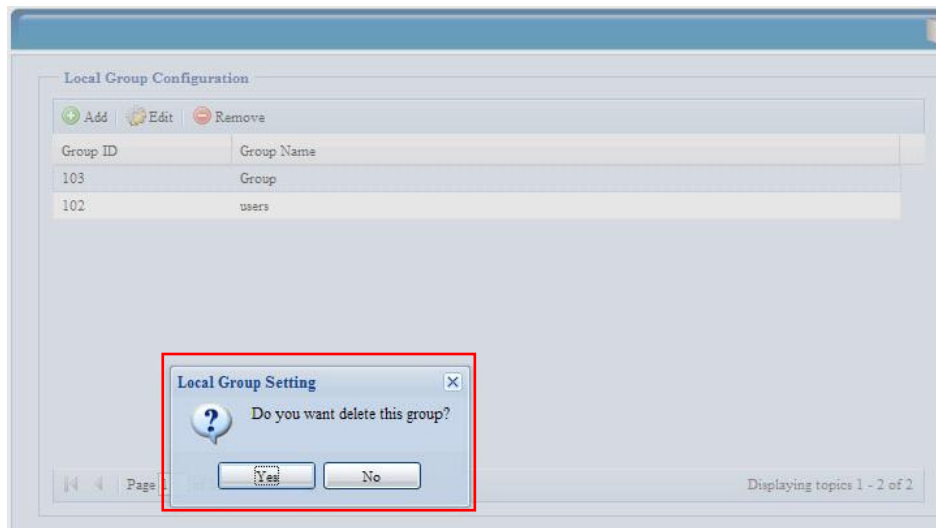 Local Group Configuration
Add Edit Remove
Group ID Group Name
103 Group
102 users
Local Group Setting
Do you want delete this group?
Yes No
Page 1 Displaying topics 1 - 2 of 2